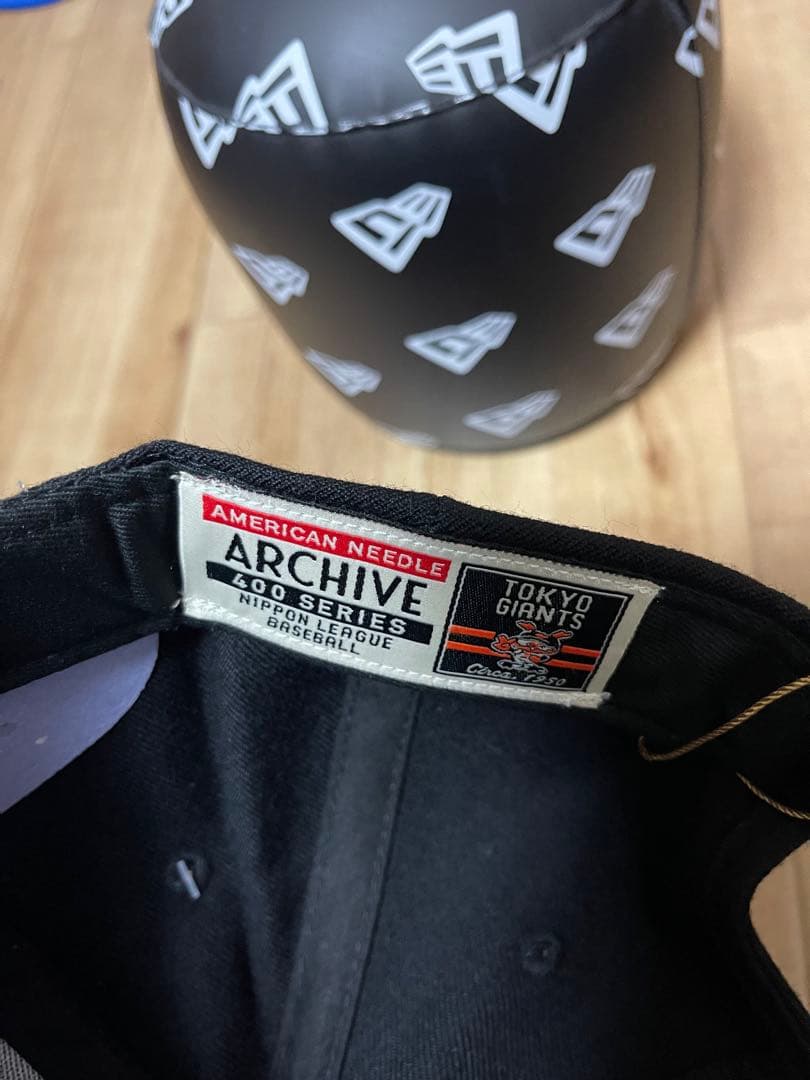 AMERICAN NEEDLE
ARCHIVE
400 SERIES
NIPPON LEAGUE
BASEBALL
TOKYO
GIANTS
Circa. 1950